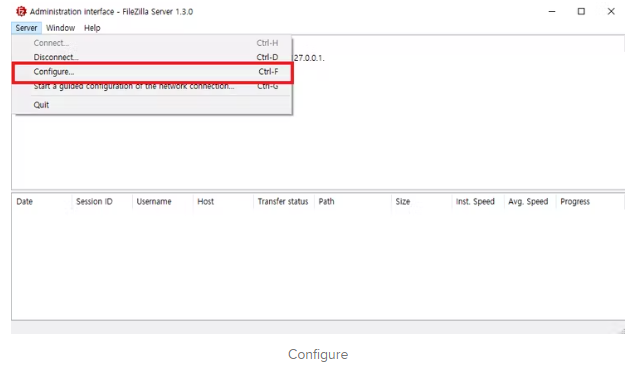 Administration interface - FileZilla Server 1.3.0
Server Window Help
Connect... Ctrl-H
Disconnect... Ctrl-D
27.0.0.1.
Configure... Ctrl-F
Start a guided configuration of the network connection... Ctrl-G
Quit
Date Session ID Username Host Transfer status Path Size Inst. Speed Avg. Speed Progress
Configure